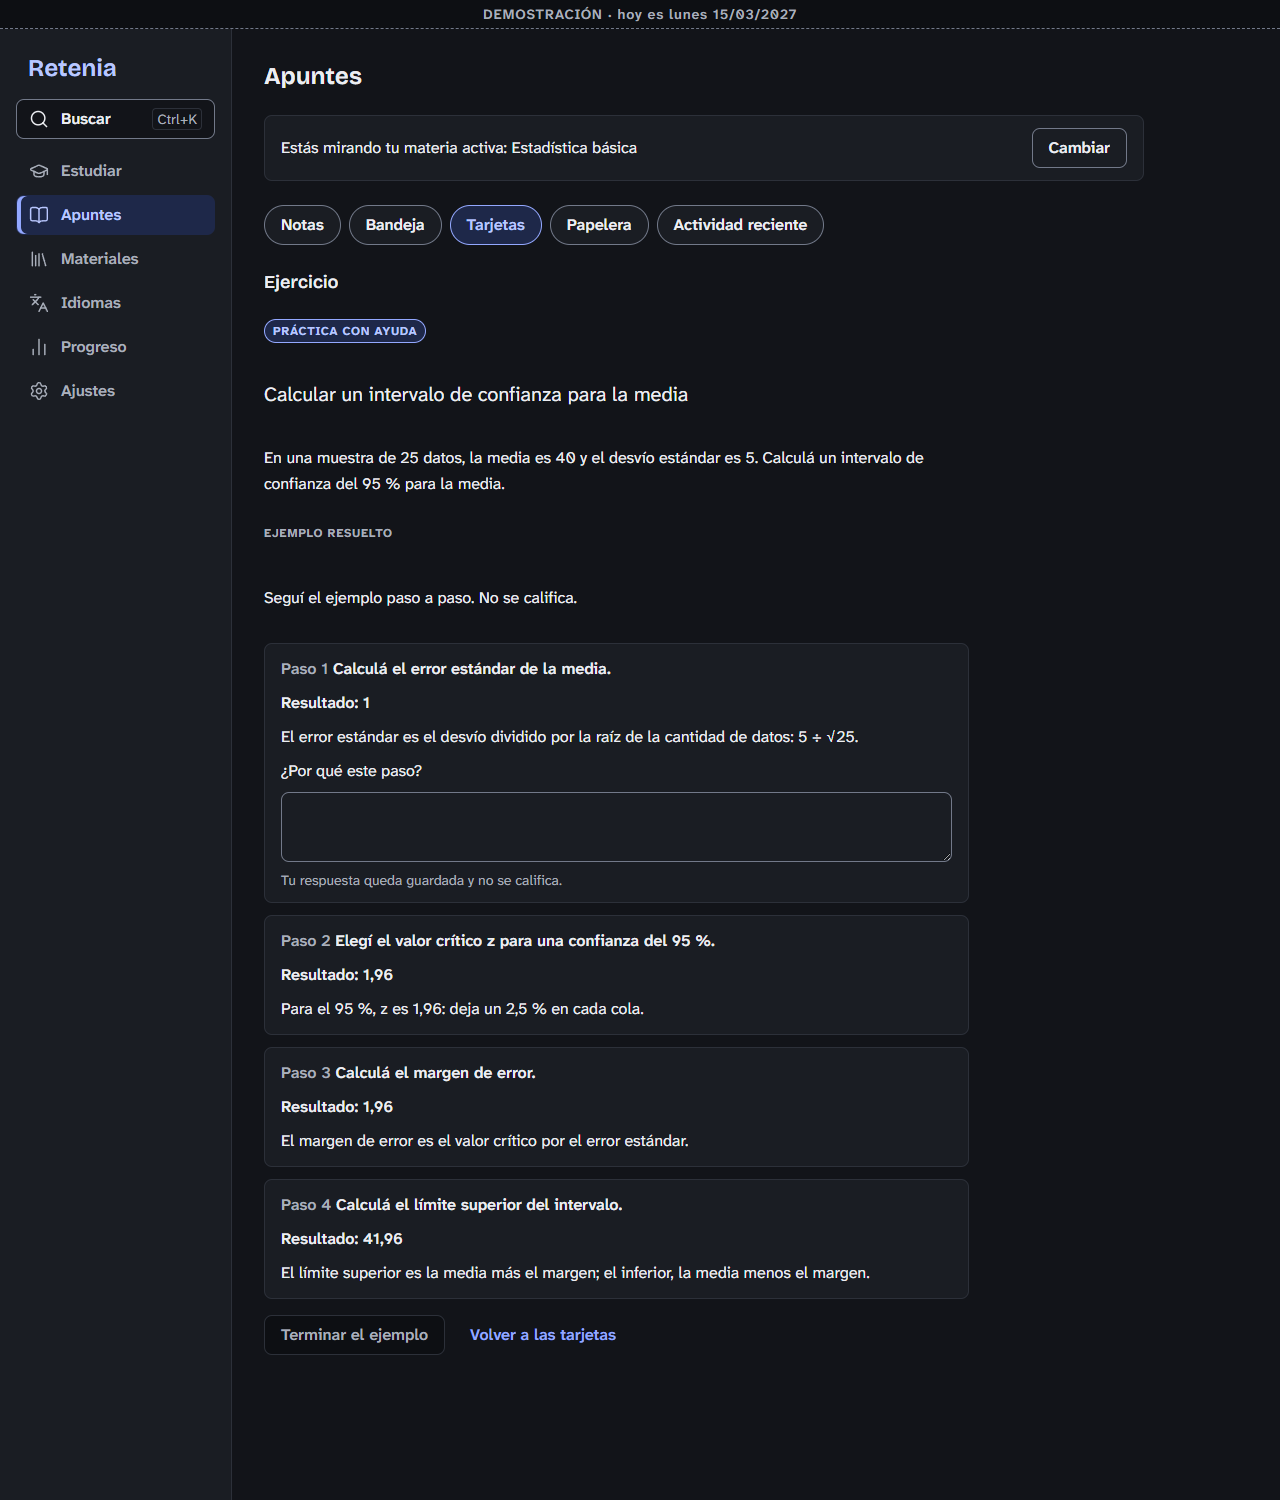 DEMOSTRACIÓN · hoy es lunes 15/03/2027
Retenia
Buscar Ctrl+K
Estudiar
Apuntes
Materiales
Idiomas
Progreso
Ajustes
Apuntes
Estás mirando tu materia activa: Estadística básica
Cambiar
Notas Bandeja Tarjetas Papelera Actividad reciente
Ejercicio
PRÁCTICA CON AYUDA
Calcular un intervalo de confianza para la media
En una muestra de 25 datos, la media es 40 y el desvío estándar es 5. Calculá un intervalo de
confianza del 95 % para la media.
EJEMPLO RESUELTO
Seguí el ejemplo paso a paso. No se califica.
Paso 1 Calculá el error estándar de la media.
Resultado: 1
El error estándar es el desvío dividido por la raíz de la cantidad de datos: 5 ÷ √25.
¿Por qué este paso?
Tu respuesta queda guardada y no se califica.
Paso 2 Elegí el valor crítico z para una confianza del 95 %.
Resultado: 1,96
Para el 95 %, z es 1,96: deja un 2,5 % en cada cola.
Paso 3 Calculá el margen de error.
Resultado: 1,96
El margen de error es el valor crítico por el error estándar.
Paso 4 Calculá el límite superior del intervalo.
Resultado: 41,96
El límite superior es la media más el margen; el inferior, la media menos el margen.
Terminar el ejemplo Volver a las tarjetas